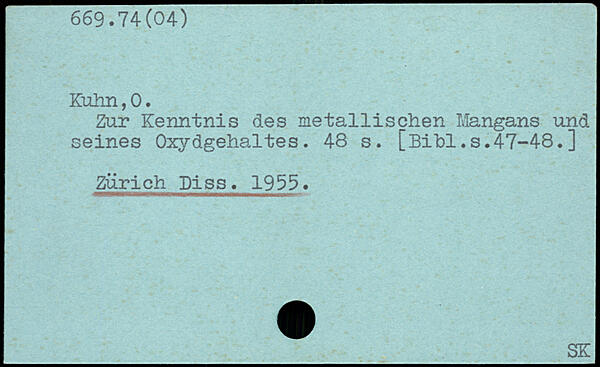 669.74(04)
Kuhn,O.
Zur Kenntnis des metallischen Mangans und
seines Oxydgehaltes. 48 s. [Bibl.s.47-48.]
Zürich Diss. 1955.
SK